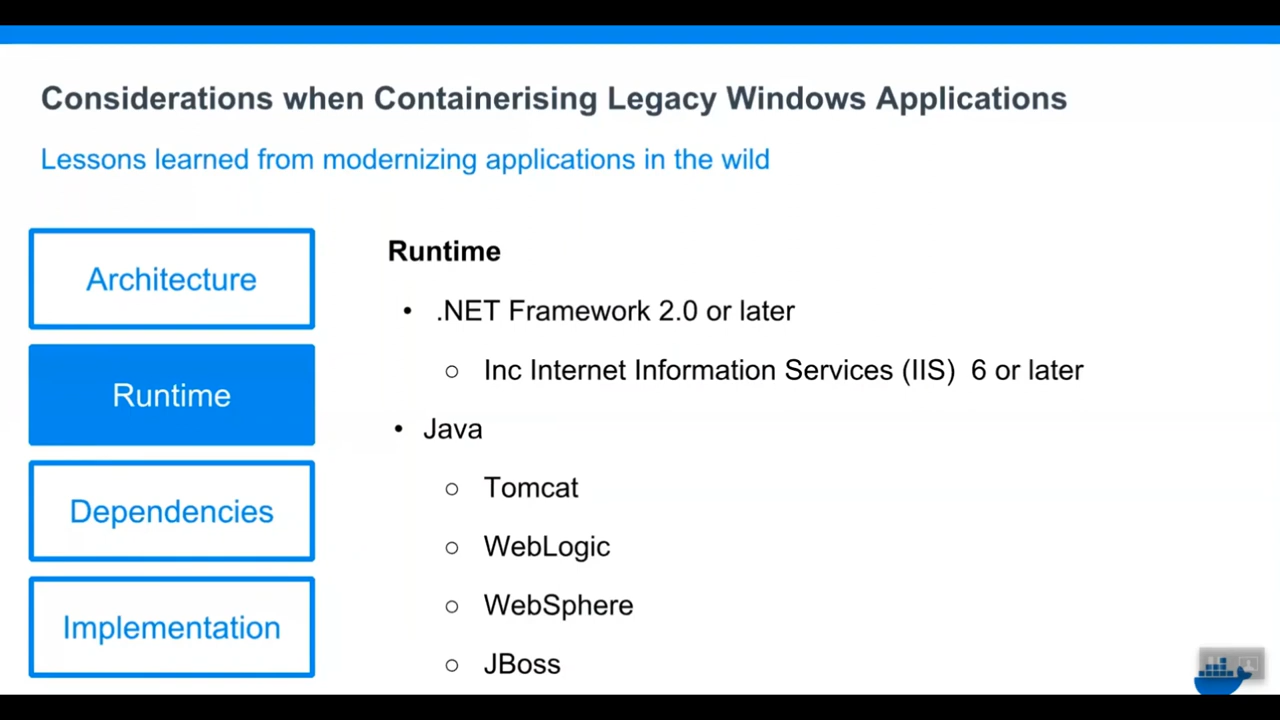 Considerations when Containerising Legacy Windows Applications
Lessons learned from modernizing applications in the wild
Architecture
Runtime
Dependencies
Implementation
Runtime
• .NET Framework 2.0 or later
○ Inc Internet Information Services (IIS) 6 or later
• Java
○ Tomcat
○ WebLogic
○ WebSphere
○ JBoss